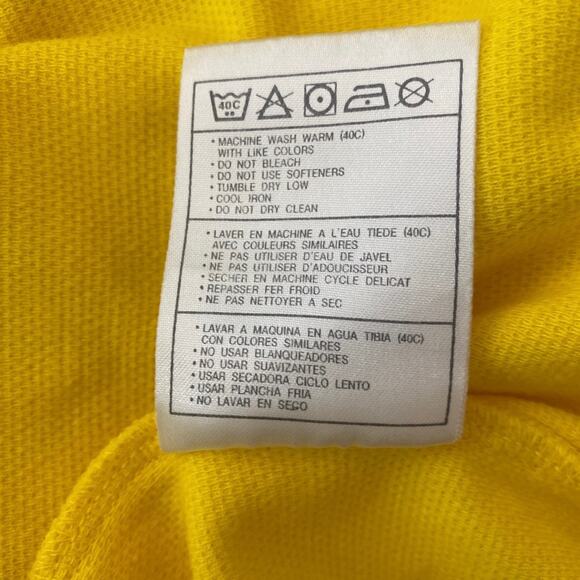 40C
• MACHINE WASH WARM (40C)
WITH LIKE COLORS
• DO NOT BLEACH
• DO NOT USE SOFTENERS
• TUMBLE DRY LOW
• COOL IRON
• DO NOT DRY CLEAN
• LAVER EN MACHINE A L'EAU TIEDE (40C)
AVEC COULEURS SIMILAIRES
• NE PAS UTILISER D'EAU DE JAVEL
• NE PAS UTILISER D'ADOUCISSEUR
• SECHER EN MACHINE CYCLE DELICAT
• REPASSER FER FROID
• NE PAS NETTOYER A SEC
• LAVAR A MAQUINA EN AGUA TIBIA (40C)
CON COLORES SIMILARES
• NO USAR BLANQUEADORES
• NO USAR SUAVIZANTES
• USAR SECADORA CICLO LENTO
• USAR PLANCHA FRIA
• NO LAVAR EN SECO